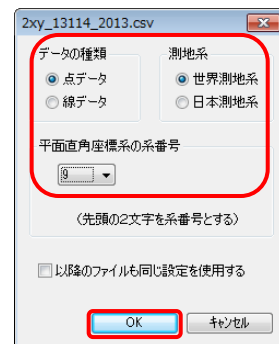 2xy_13114_2013.csv
データの種類
点データ
線データ
測地系
世界測地系
日本測地系
平面直角座標系の系番号
9
(先頭の2文字を系番号とする)
以降のファイルも同じ設定を使用する
OK
キャンセル